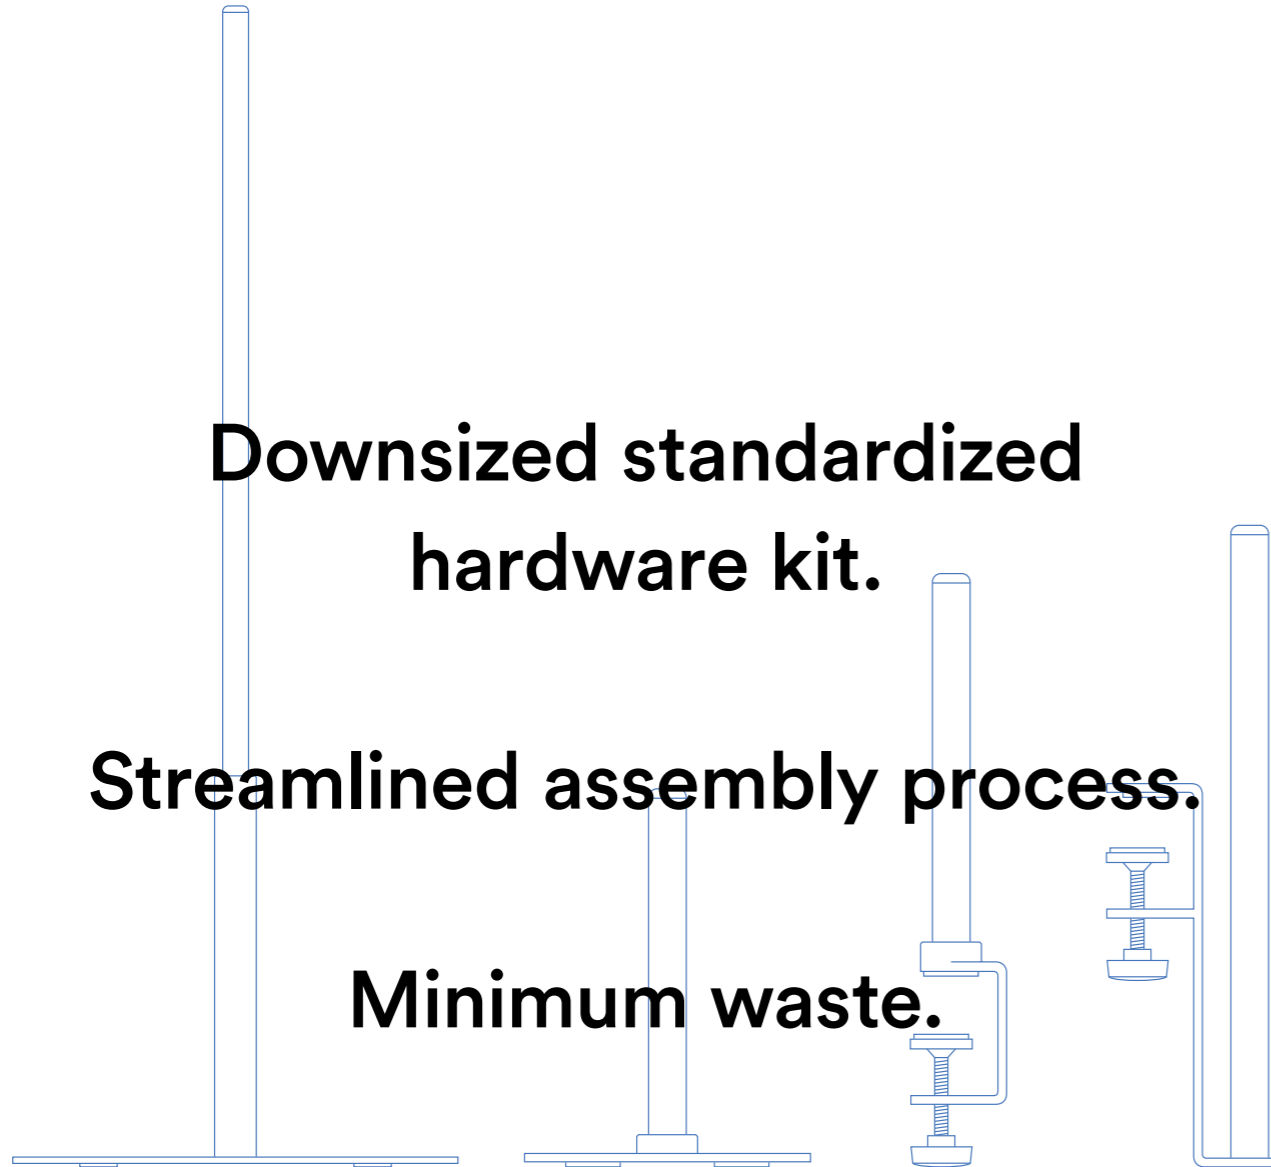 Downsized standardized
hardware kit.
Streamlined assembly process.
Minimum waste.